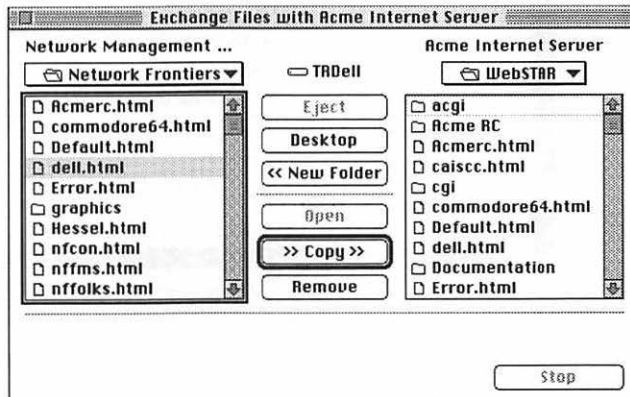 Exchange Files with Acme Internet Server
Network Management ...
Network Frontiers
Acmerc.html
commodore64.html
Default.html
dell.html
Error.html
graphics
Hessel.html
nfcon.html
nffms.html
nffolks.html
TRDell
Eject
Desktop
<< New Folder
Open
>> Copy >>
Remove
Acme Internet Server
WebSTAR
acgi
Acme RC
Acmerc.html
caiscc.html
cgi
commodore64.html
Default.html
dell.html
Documentation
Error.html
Stop